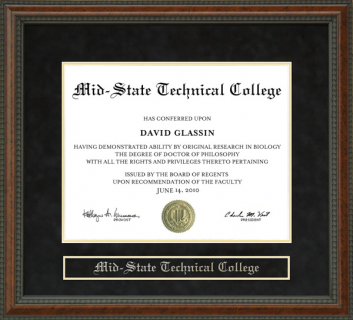 Mid-State Technical College
HAS CONFERRED UPON
DAVID GLASSIN
HAVING DEMONSTRATED ABILITY BY ORIGINAL RESEARCH IN BIOLOGY
THE DEGREE OF DOCTOR OF PHILOSOPHY
WITH ALL THE RIGHTS AND PRIVILEGES THERETO PERTAINING
ISSUED BY THE BOARD OF REGENTS
UPON RECOMMENDATION OF THE FACULTY
JUNE 14, 2010
PROVOST
PRESIDENT
Mid-State Technical College